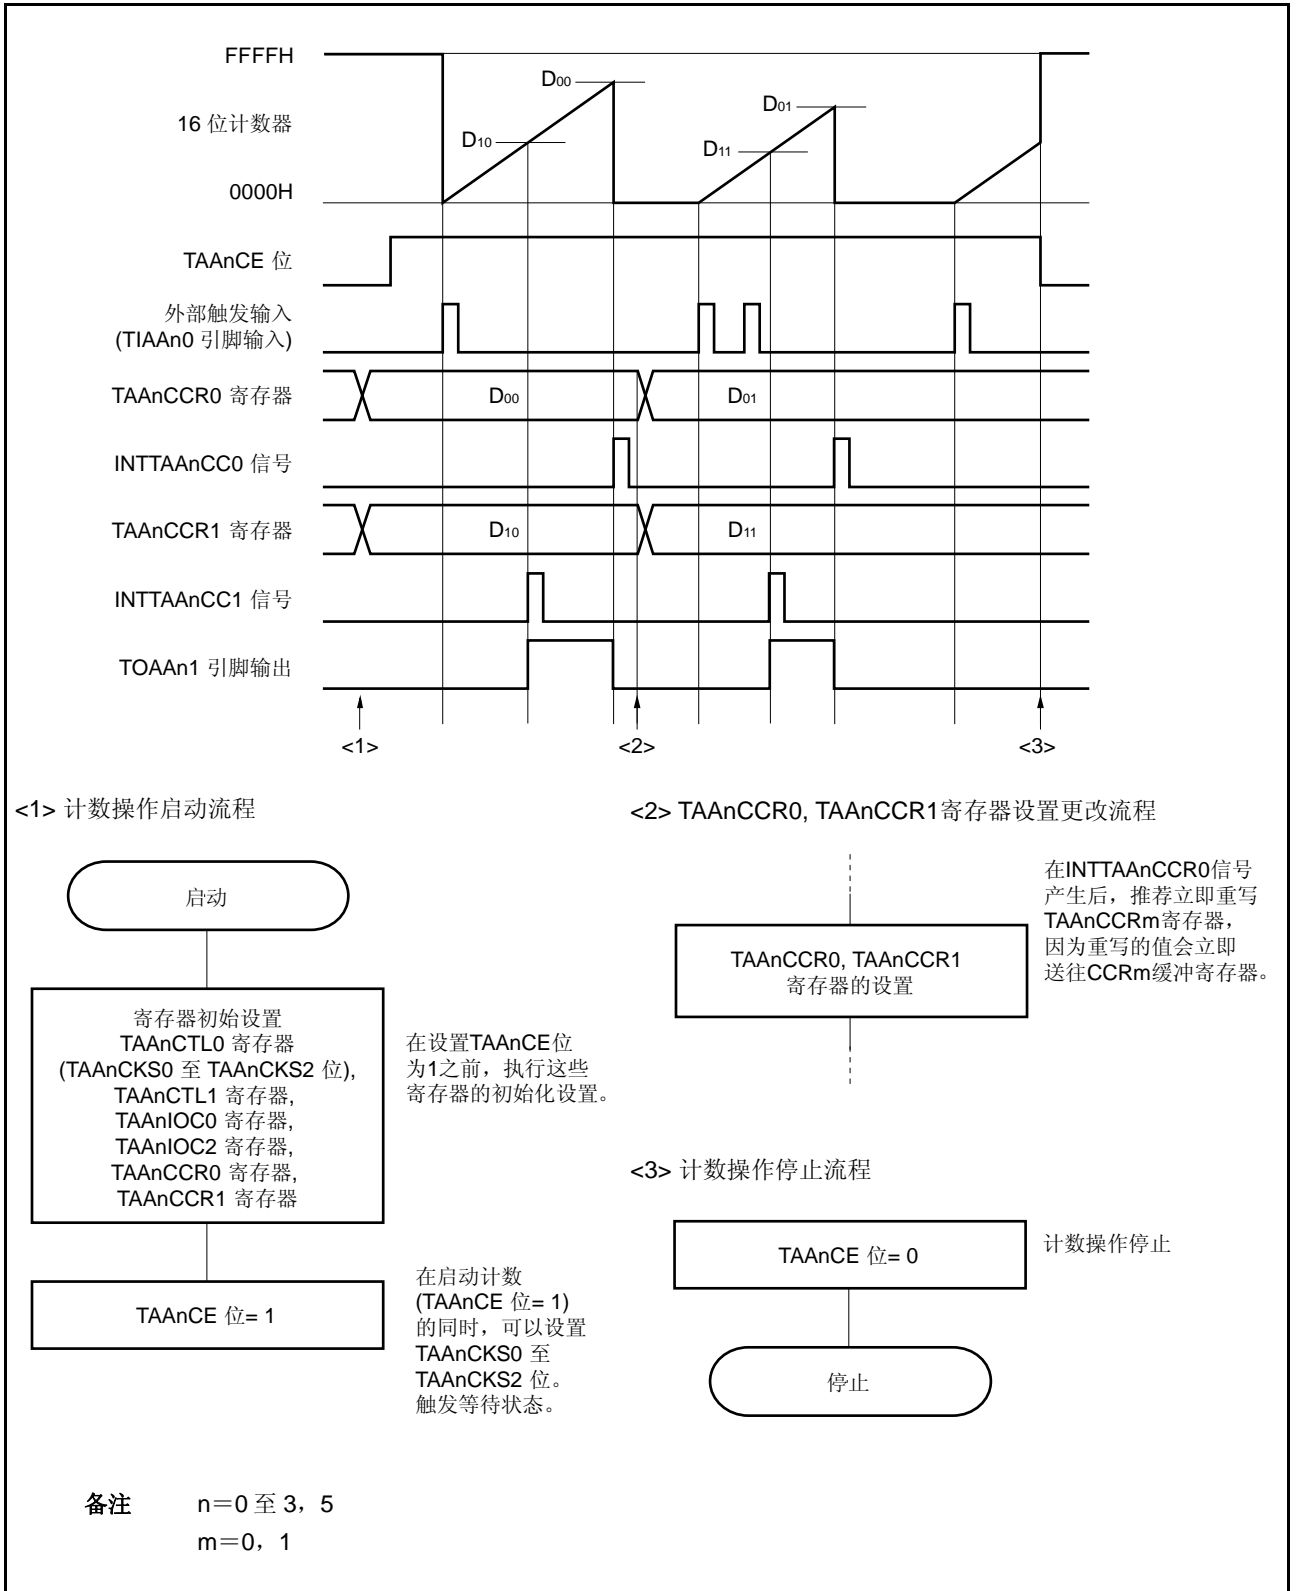 FFFFH
16 位计数器
0000H
D00
D10
D01
D11
TAAnCE 位
外部触发输入
(TIAAn0 引脚输入)
TAAnCCR0 寄存器
D00
D01
INTTAAnCC0 信号
TAAnCCR1 寄存器
D10
D11
INTTAAnCC1 信号
TOAAn1 引脚输出
<1>
<2>
<3>
<1> 计数操作启动流程
启动
寄存器初始设置
TAAnCTL0 寄存器
(TAAnCKS0 至 TAAnCKS2 位),
TAAnCTL1 寄存器,
TAAnIOC0 寄存器,
TAAnIOC2 寄存器,
TAAnCCR0 寄存器,
TAAnCCR1 寄存器
在设置TAAnCE位
为1之前，执行这些
寄存器的初始化设置。
TAAnCE 位= 1
在启动计数
(TAAnCE 位= 1)
的同时，可以设置
TAAnCKS0 至
TAAnCKS2 位。
触发等待状态。
<2> TAAnCCR0, TAAnCCR1寄存器设置更改流程
TAAnCCR0, TAAnCCR1
寄存器的设置
在INTTAAnCCR0信号
产生后，推荐立即重写
TAAnCCRm寄存器，
因为重写的值会立即
送往CCRm缓冲寄存器。
<3> 计数操作停止流程
TAAnCE 位= 0
计数操作停止
停止
备注 n＝0 至 3，5
m＝0，1